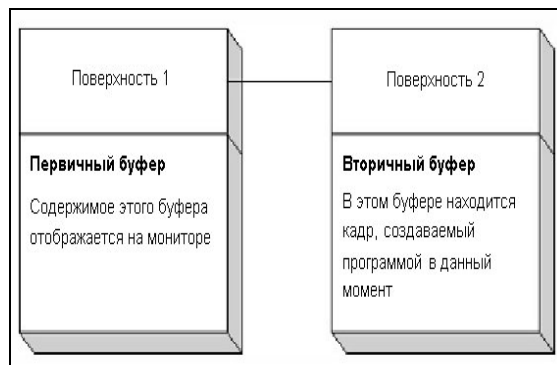 Поверхность 1
Первичный буфер
Содержимое этого буфера
отображается на мониторе
Поверхность 2
Вторичный буфер
В этом буфере находится
кадр, создаваемый
программой в данный
момент